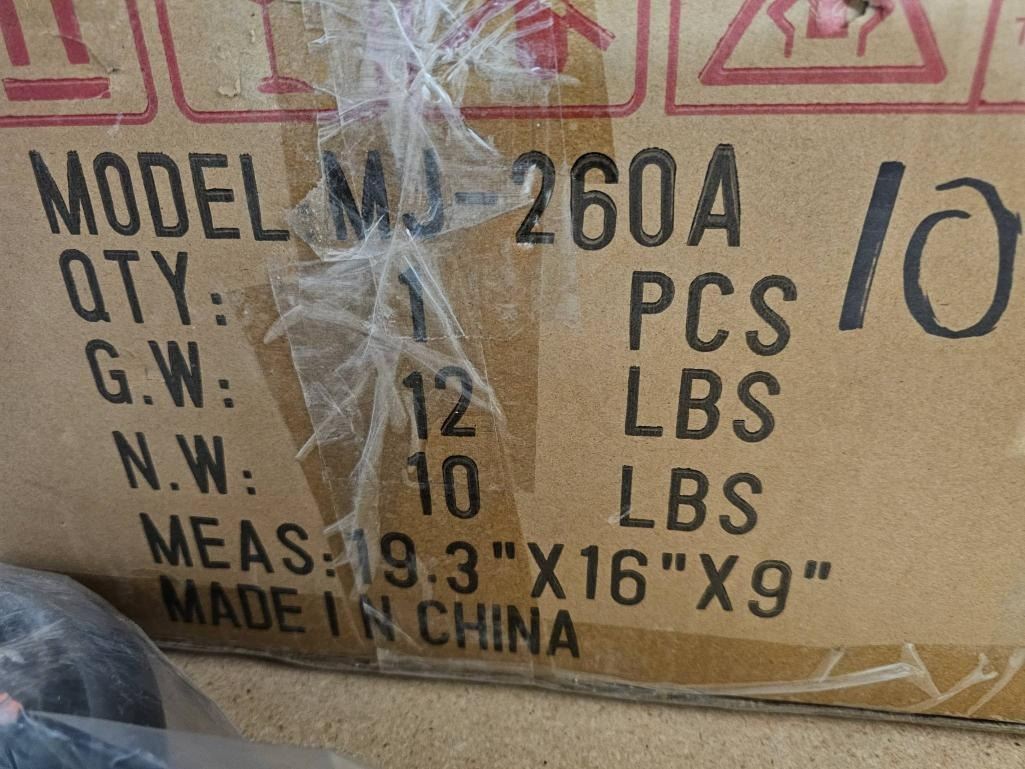 MODEL MJ-260A
10
QTY: 1 PCS
G.W: 12 LBS
N.W: 10 LBS
MEAS: 19.3"X16"X9"
MADE IN CHINA